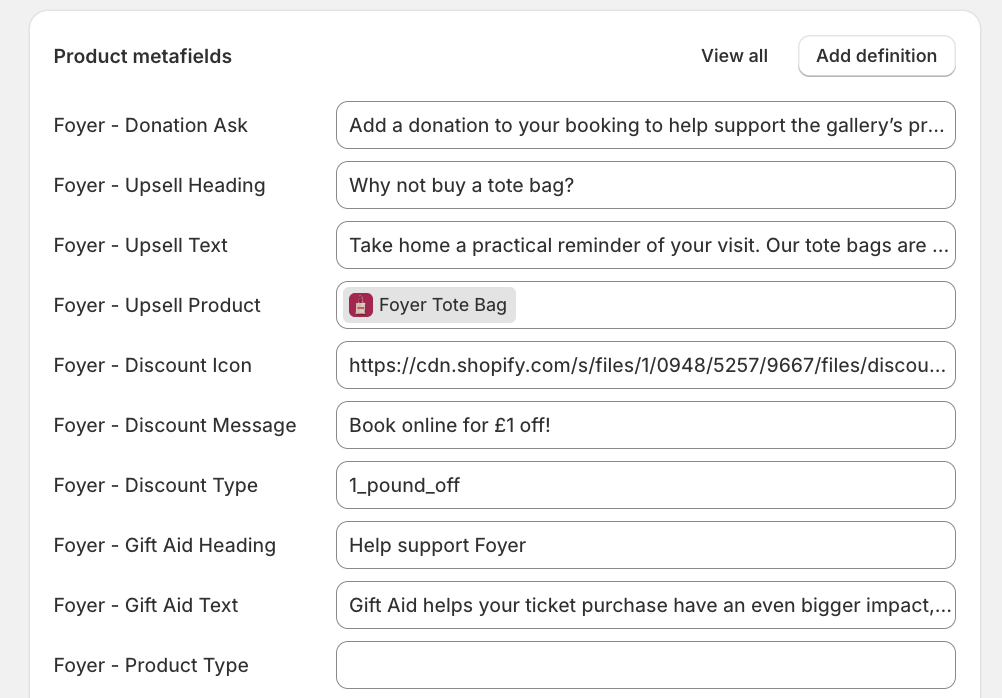 Product metafields View all Add definition
Foyer - Donation Ask Add a donation to your booking to help support the gallery’s pr...
Foyer - Upsell Heading Why not buy a tote bag?
Foyer - Upsell Text Take home a practical reminder of your visit. Our tote bags are ...
Foyer - Upsell Product Foyer Tote Bag
Foyer - Discount Icon https://cdn.shopify.com/s/files/1/0948/5257/9667/files/discou...
Foyer - Discount Message Book online for £1 off!
Foyer - Discount Type 1_pound_off
Foyer - Gift Aid Heading Help support Foyer
Foyer - Gift Aid Text Gift Aid helps your ticket purchase have an even bigger impact,...
Foyer - Product Type